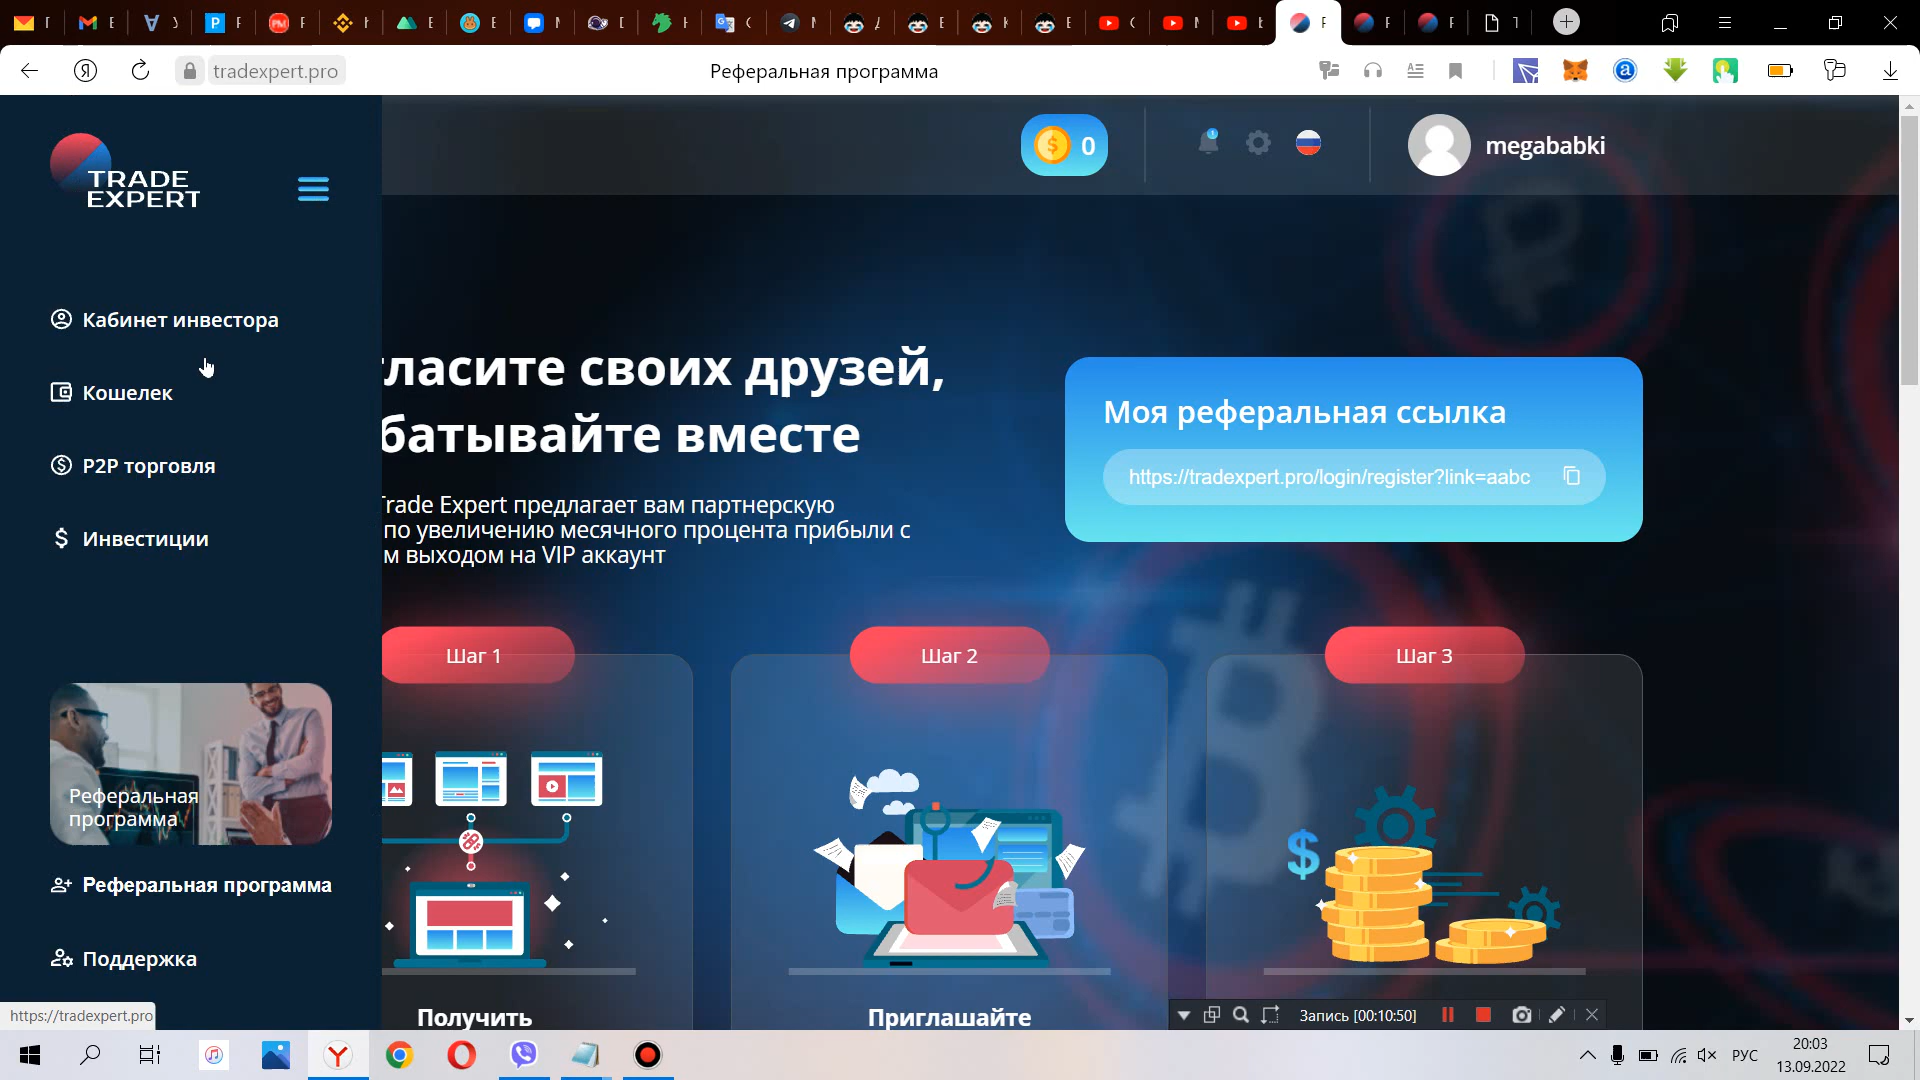 tradexpert.pro
Реферальная программа
TRADE
EXPERT
0
1
megababki
Кабинет инвестора
Кошелек
P2P торговля
Инвестиции
Реферальная
программа
Реферальная программа
Поддержка
гласите своих друзей,
батывайте вместе
Trade Expert предлагает вам партнерскую
по увеличению месячного процента прибыли с
м выходом на VIP аккаунт
Моя реферальная ссылка
https://tradexpert.pro/login/register?link=aabc
Шаг 1
Шаг 2
Шаг 3
Получить
Приглашайте
https://tradexpert.pro
Запись [00:10:50]
РУС
20:03
13.09.2022